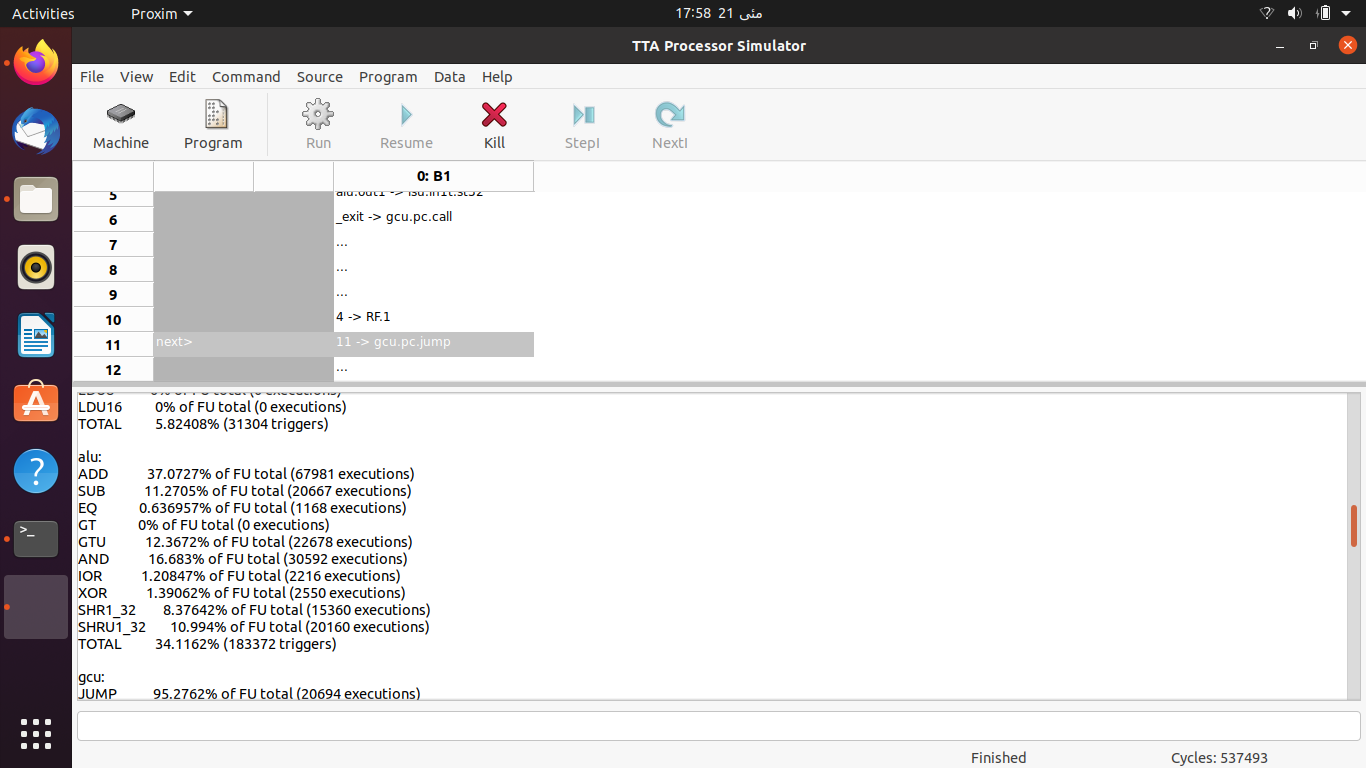 Activities Proxim 17:58 21 مئی
TTA Processor Simulator
File View Edit Command Source Program Data Help
Machine Program Run Resume Kill StepI NextI
0: B1
5 alu.out1 -> lsu.in1t.st32
6 _exit -> gcu.pc.call
7 ...
8 ...
9 ...
10 4 -> RF.1
11 next> 11 -> gcu.pc.jump
12 ...
0% of FU total (0 executions)
LDU16 0% of FU total (0 executions)
TOTAL 5.82408% (31304 triggers)
alu:
ADD 37.0727% of FU total (67981 executions)
SUB 11.2705% of FU total (20667 executions)
EQ 0.636957% of FU total (1168 executions)
GT 0% of FU total (0 executions)
GTU 12.3672% of FU total (22678 executions)
AND 16.683% of FU total (30592 executions)
IOR 1.20847% of FU total (2216 executions)
XOR 1.39062% of FU total (2550 executions)
SHR1_32 8.37642% of FU total (15360 executions)
SHRU1_32 10.994% of FU total (20160 executions)
TOTAL 34.1162% (183372 triggers)
gcu:
JUMP 95.2762% of FU total (20694 executions)
Finished Cycles: 537493